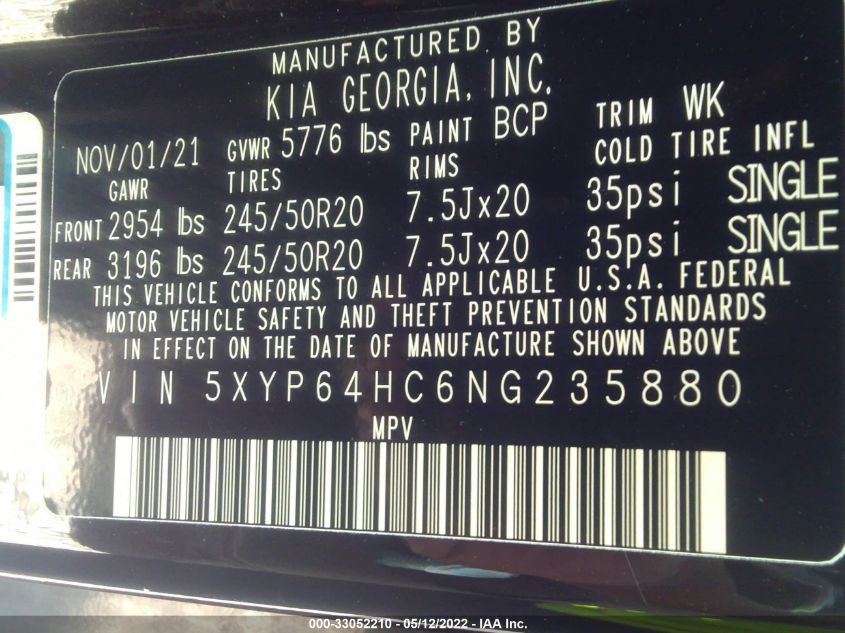 MANUFACTURED BY
KIA GEORGIA, INC.
NOV/01/21 GVWR 5776 lbs PAINT BCP TRIM WK
GAWR TIRES RIMS COLD TIRE INFL
FRONT 2954 lbs 245/50R20 7.5Jx20 35psi SINGLE
REAR 3196 lbs 245/50R20 7.5Jx20 35psi SINGLE
THIS VEHICLE CONFORMS TO ALL APPLICABLE U.S.A. FEDERAL
MOTOR VEHICLE SAFETY AND THEFT PREVENTION STANDARDS
IN EFFECT ON THE DATE OF MANUFACTURE SHOWN ABOVE
VIN 5XYP64HC6NG235880
MPV
000-33052210 - 05/12/2022 - IAA Inc.